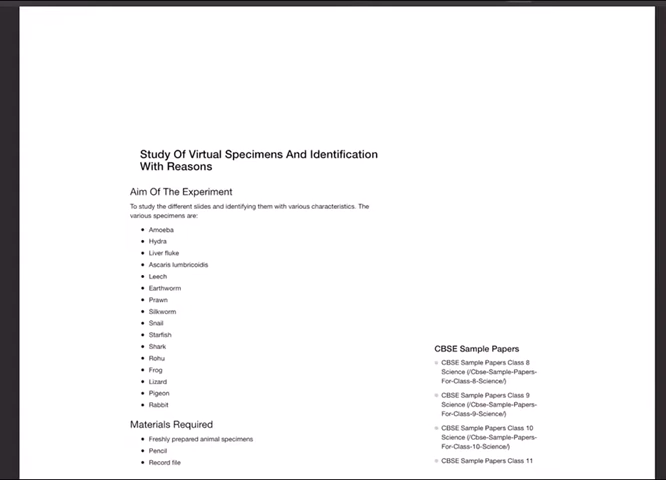 Study Of Virtual Specimens And Identification
With Reasons
Aim Of The Experiment
To study the different slides and identifying them with various characteristics. The
various specimens are:
Amoeba
Hydra
Liver fluke
Ascaris lumbricoidis
Leech
Earthworm
Prawn
Silkworm
Snail
Starfish
Shark
Rohu
Frog
Lizard
Pigeon
Rabbit
Materials Required
Freshly prepared animal specimens
Pencil
Record file
CBSE Sample Papers
CBSE Sample Papers Class 8
Science (/Cbse-Sample-Papers-
For-Class-8-Science/)
CBSE Sample Papers Class 9
Science (/Cbse-Sample-Papers-
For-Class-9-Science/)
CBSE Sample Papers Class 10
Science (/Cbse-Sample-Papers-
For-Class-10-Science/)
CBSE Sample Papers Class 11